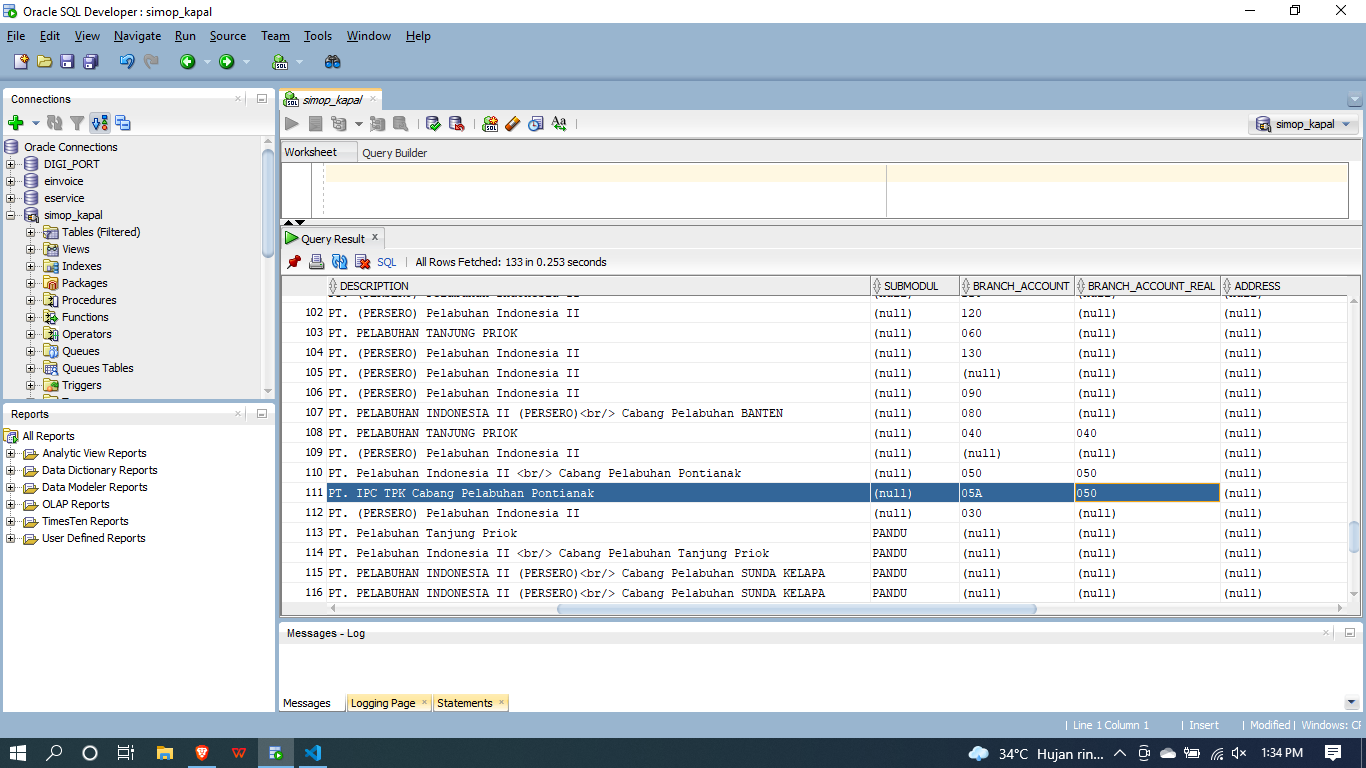 Oracle SQL Developer : simop_kapal
File Edit View Navigate Run Source Team Tools Window Help
Connections
Oracle Connections
DIGI_PORT
einvoice
eservice
simop_kapal
Tables (Filtered)
Views
Indexes
Packages
Procedures
Functions
Operators
Queues
Queues Tables
Triggers
Reports
All Reports
Analytic View Reports
Data Dictionary Reports
Data Modeler Reports
OLAP Reports
TimesTen Reports
User Defined Reports
simop_kapal
simop_kapal
Worksheet Query Builder
Query Result
SQL All Rows Fetched: 133 in 0.253 seconds
DESCRIPTION SUBMODUL BRANCH_ACCOUNT BRANCH_ACCOUNT_REAL ADDRESS
102 PT. (PERSERO) Pelabuhan Indonesia II (null) 120 (null) (null)
103 PT. PELABUHAN TANJUNG PRIOK (null) 060 (null) (null)
104 PT. (PERSERO) Pelabuhan Indonesia II (null) 130 (null) (null)
105 PT. (PERSERO) Pelabuhan Indonesia II (null) (null) (null) (null)
106 PT. (PERSERO) Pelabuhan Indonesia II (null) 090 (null) (null)
107 PT. PELABUHAN INDONESIA II (PERSERO)<br/> Cabang Pelabuhan BANTEN (null) 080 (null) (null)
108 PT. PELABUHAN TANJUNG PRIOK (null) 040 040 (null)
109 PT. (PERSERO) Pelabuhan Indonesia II (null) (null) (null) (null)
110 PT. Pelabuhan Indonesia II <br/> Cabang Pelabuhan Pontianak (null) 050 050 (null)
111 PT. IPC TPK Cabang Pelabuhan Pontianak (null) 05A 050 (null)
112 PT. (PERSERO) Pelabuhan Indonesia II (null) 030 (null) (null)
113 PT. Pelabuhan Tanjung Priok PANDU (null) (null) (null)
114 PT. Pelabuhan Indonesia II <br/> Cabang Pelabuhan Tanjung Priok PANDU (null) (null) (null)
115 PT. PELABUHAN INDONESIA II (PERSERO)<br/> Cabang Pelabuhan SUNDA KELAPA PANDU (null) (null) (null)
116 PT. PELABUHAN INDONESIA II (PERSERO)<br/> Cabang Pelabuhan SUNDA KELAPA PANDU (null) (null) (null)
Messages - Log
Messages Logging Page Statements
Line 1 Column 1 Insert Modified Windows:
34°C Hujan rin... 1:34 PM